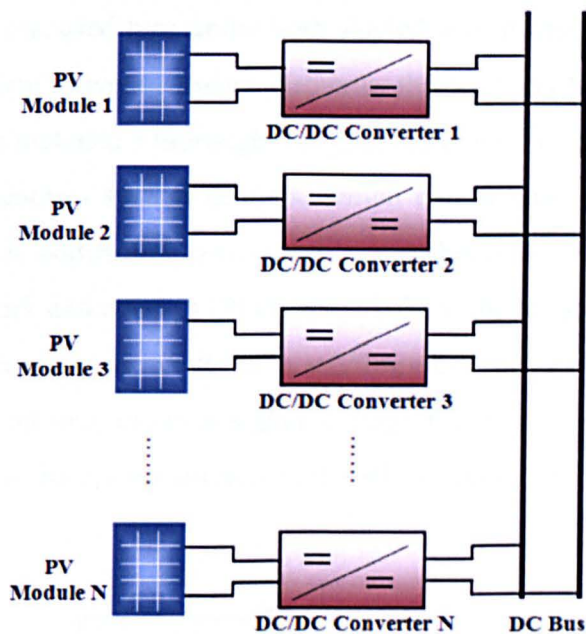 PV
Module 1
DC/DC Converter 1
PV
Module 2
DC/DC Converter 2
PV
Module 3
DC/DC Converter 3
PV
Module N
DC/DC Converter N
DC Bus